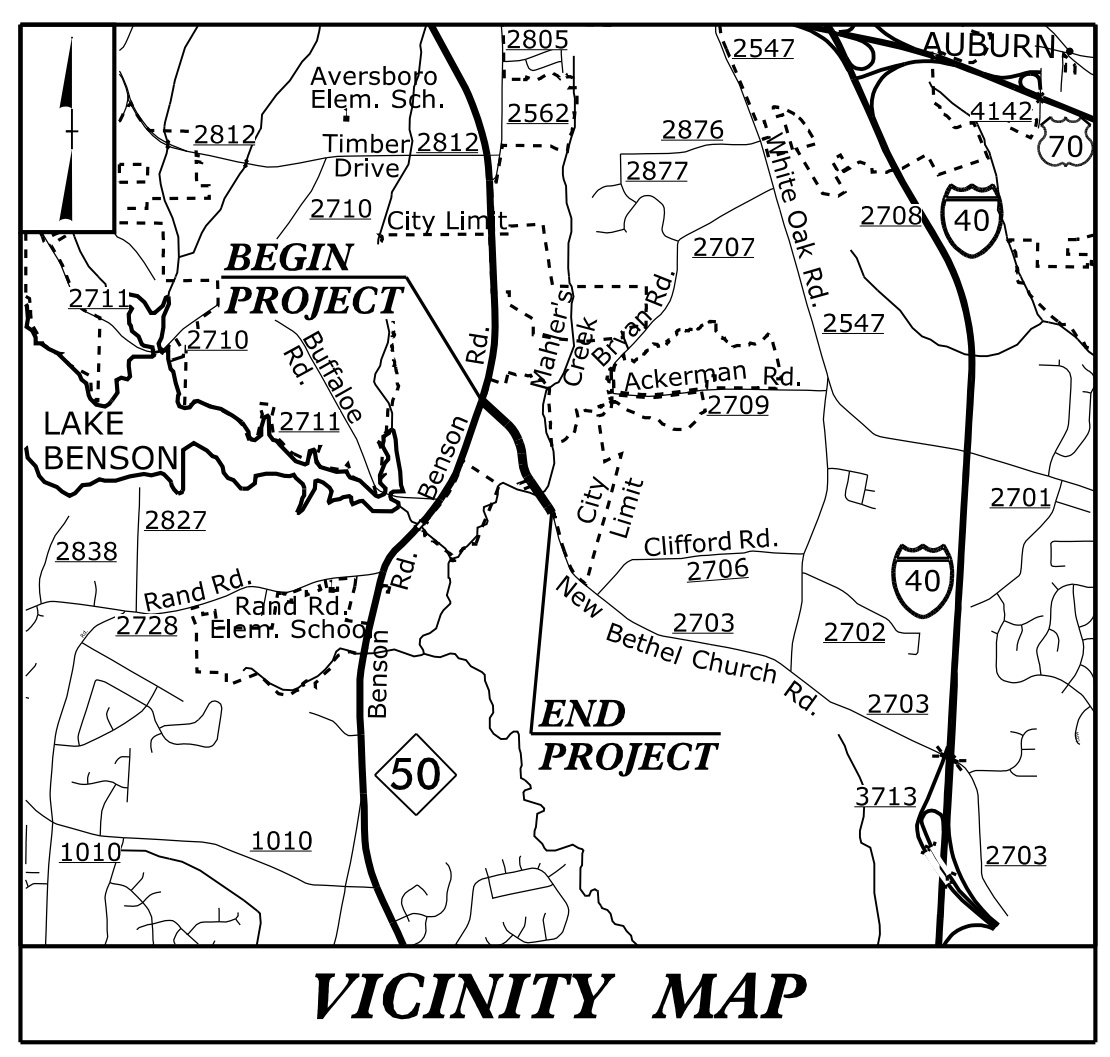 2805
2547
AUBURN
Aversboro
Elem. Sch.
2562
4142
2812
Timber
Drive
2812
2876
70
2877
White Oak Rd.
2710
City Limit
2708
40
BEGIN
PROJECT
2707
2711
2710
Buffaloe
Rd.
Rd.
Mahler's
Creek
Bryan Rd.
2547
Ackerman Rd.
2709
2711
LAKE
BENSON
Benson
City
Limit
2701
2827
2838
Clifford Rd.
2706
40
Rand Rd.
Rd.
New Bethel Church Rd.
Rand Rd.
Elem. School
2728
2703
2702
Benson
2703
END
PROJECT
50
3713
1010
1010
2703
VICINITY MAP